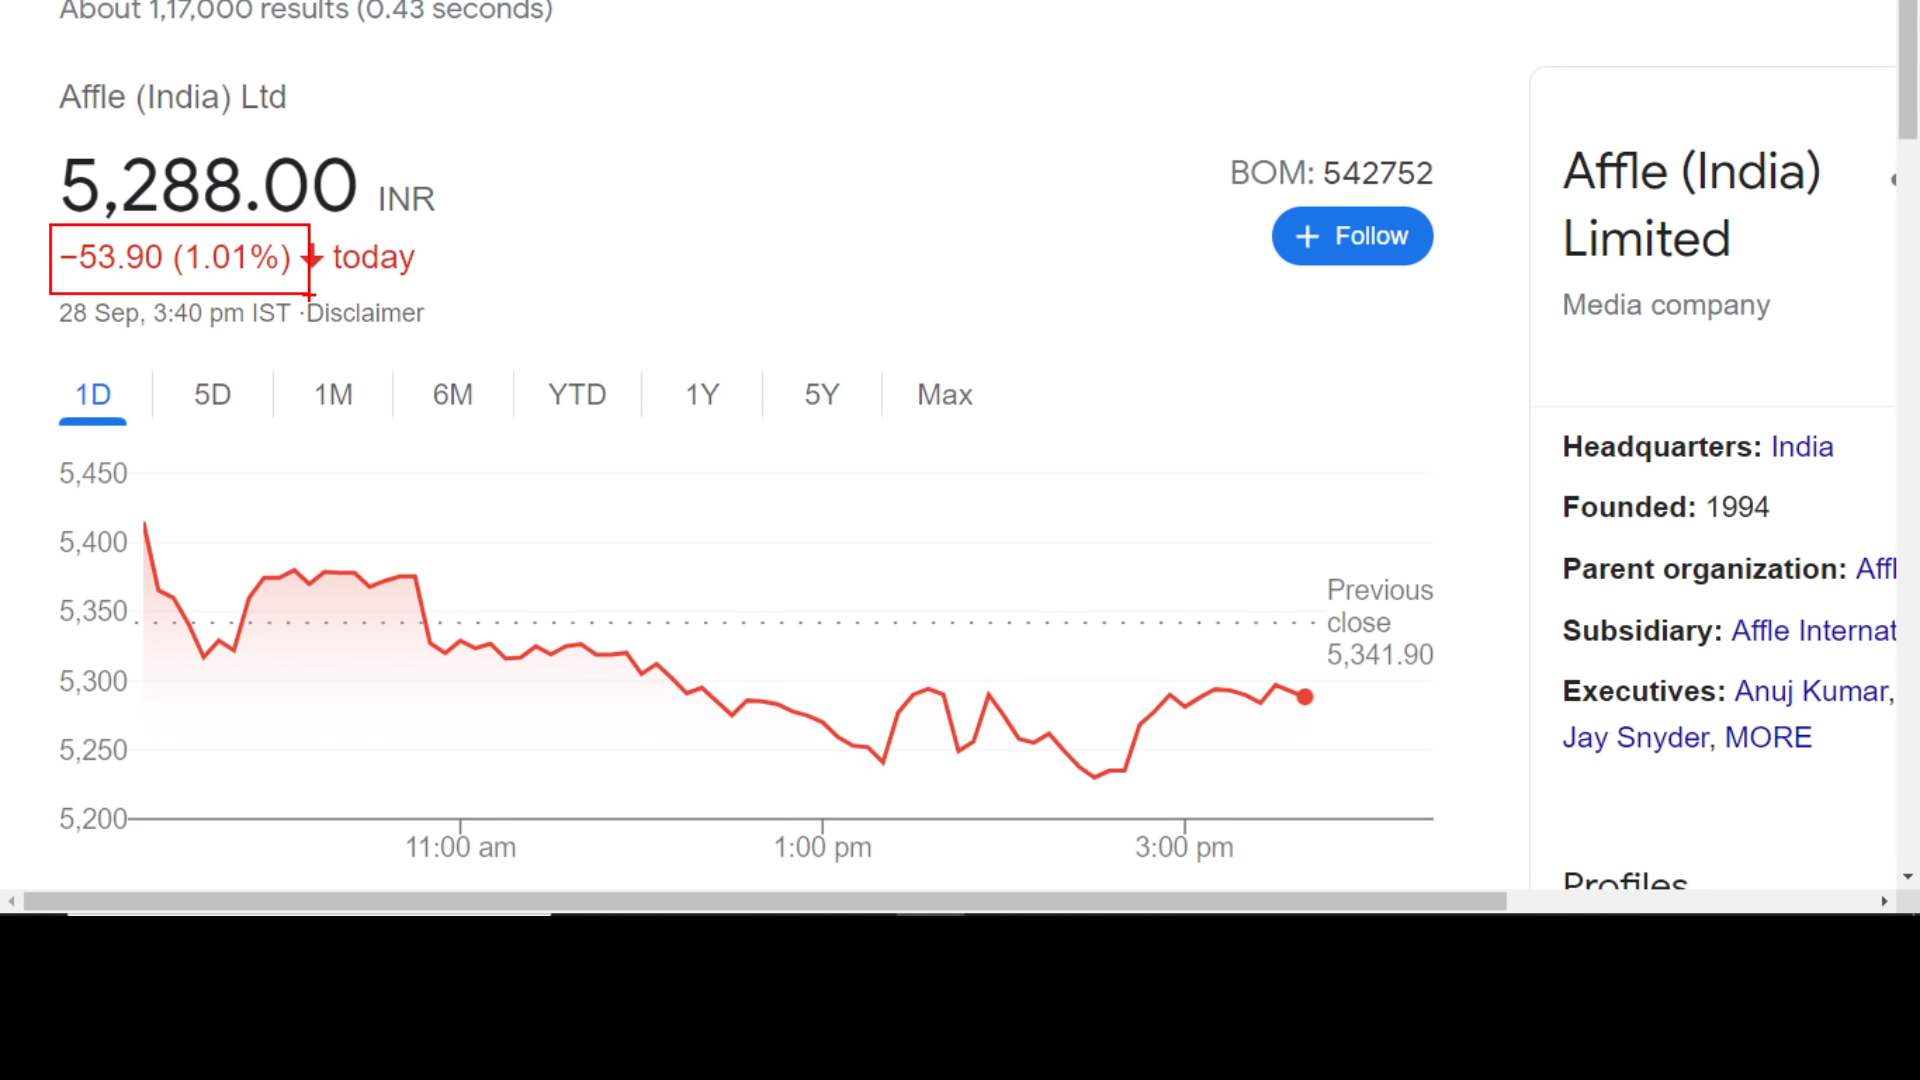 About 1,17,000 results (0.43 seconds)
Affle (India) Ltd
5,288.00 INR
−53.90 (1.01%) today
28 Sep, 3:40 pm IST ·Disclaimer
BOM: 542752
+ Follow
1D 5D 1M 6M YTD 1Y 5Y Max
5,450
5,400
5,350
5,300
5,250
5,200
Previous
close
5,341.90
11:00 am 1:00 pm 3:00 pm
Affle (India)
Limited
Media company
Headquarters: India
Founded: 1994
Parent organization: Affl
Subsidiary: Affle Internat
Executives: Anuj Kumar,
Jay Snyder, MORE
Profiles